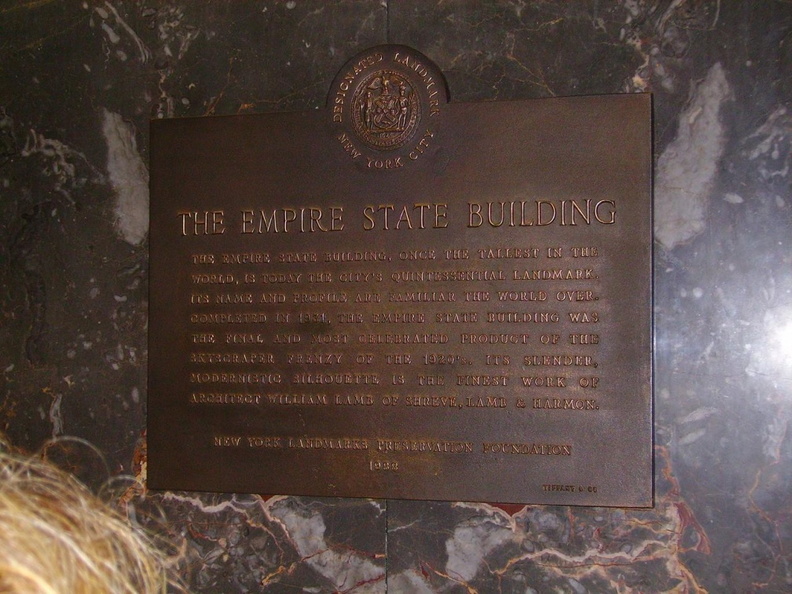 DESIGNATED LANDMARK
NEW YORK CITY
THE EMPIRE STATE BUILDING
THE EMPIRE STATE BUILDING, ONCE THE TALLEST IN THE
WORLD, IS TODAY THE CITY'S QUINTESSENTIAL LANDMARK.
ITS NAME AND PROFILE ARE FAMILIAR THE WORLD OVER.
COMPLETED IN 1931, THE EMPIRE STATE BUILDING WAS
THE FINAL AND MOST CELEBRATED PRODUCT OF THE
SKYSCRAPER FRENZY OF THE 1920's. ITS SLENDER,
MODERNISTIC SILHOUETTE IS THE FINEST WORK OF
ARCHITECT WILLIAM LAMB OF SHREVE, LAMB & HARMON.
NEW YORK LANDMARKS PRESERVATION FOUNDATION
TIFFANY & CO